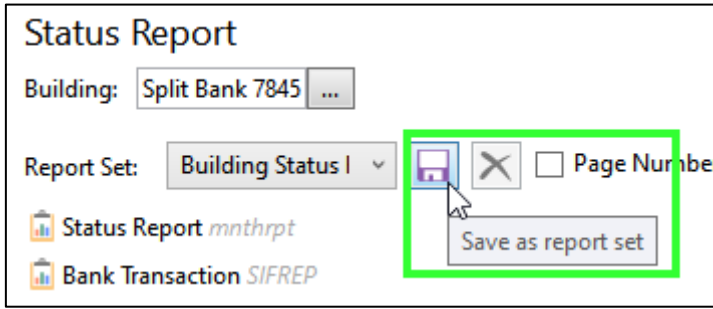 Status Report
Building: Split Bank 7845 ...
Report Set: Building Status Page Numbe
Status Report mnthrpt
Save as report set
Bank Transaction SIFREP